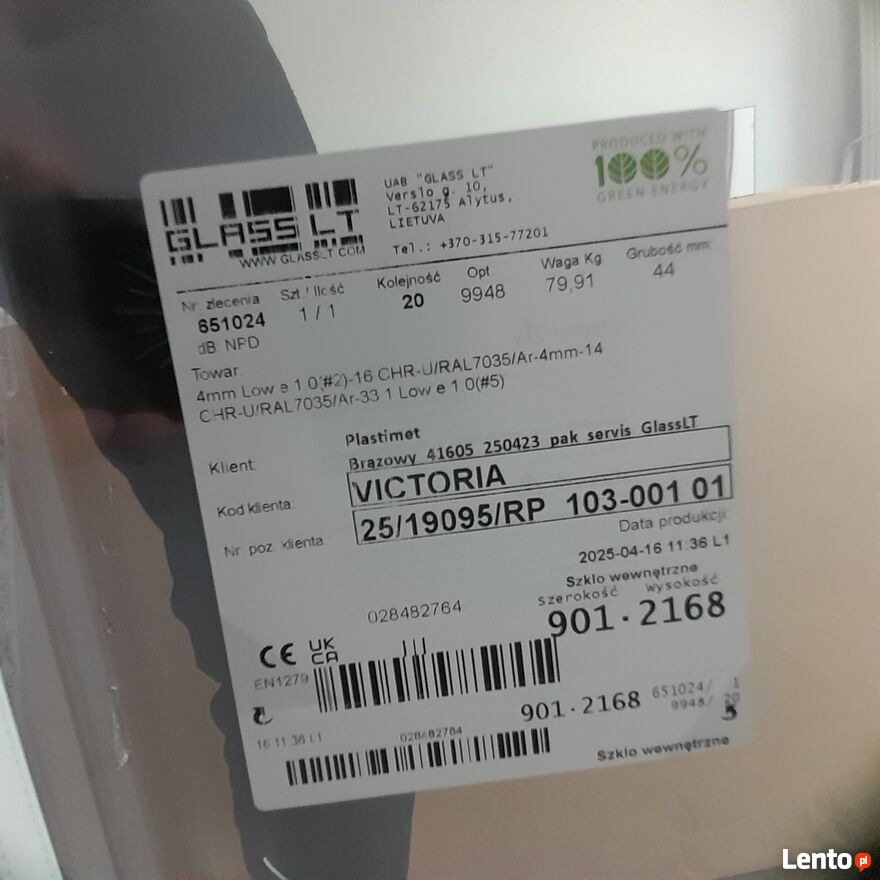 GLASS LT
WWW GLASSLT.COM
UAB "GLASS LT"
Verslo g. 10,
LT-62175 Alytus,
LIETUVA
Tel.: +370-315-77201
PRODUCED WITH
100%
GREEN ENERGY
Nr. zlecenia
651024
dB: NPD
Szt./ Ilość
1 / 1
Kolejność
20
Opt
9948
Waga Kg
79,91
Grubość mm:
44
Towar
4mm Low e 1 0(#2)-16 CHR-U/RAL7035/Ar-4mm-14
CHR-U/RAL7035/Ar-33 1 Low e 1 0(#5)
Klient:
Plastimet
Brązowy 41605 250423 pak servis GlassLT
Kod klienta
VICTORIA
Nr. poz. klienta
25/19095/RP 103-001 01
Data produkcji:
2025-04-16 11:36 L1
Szkło wewnętrzne
szerokość wysokość
901 · 2168
028482764
CE UK
CA
EN1279
901 · 2168
651024/ 1
9948/ 20
5
16 11:36 L1
028482764
Szkło wewnętrzne
Lento pl